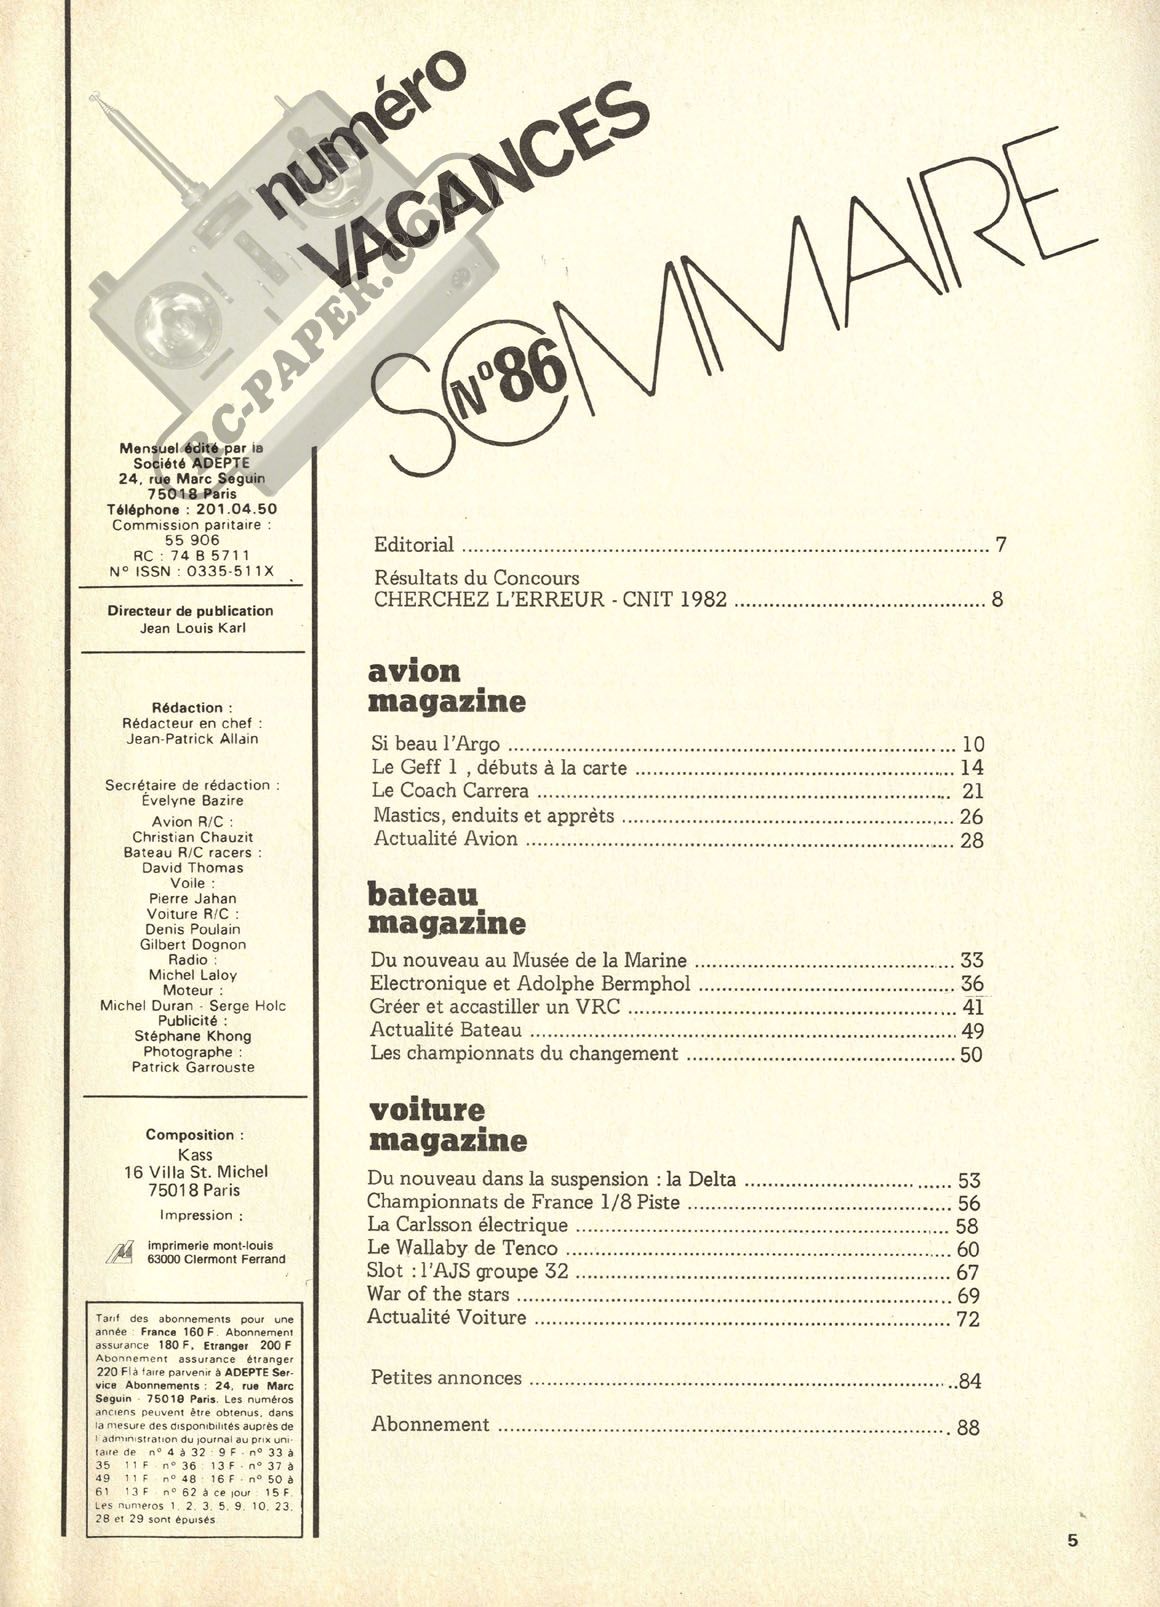 numéro
VACANCES
SOMMAIRE
N°86
RC-PAPER.COM
Mensuel édité par la
Société ADEPTE
24, rue Marc Seguin
75018 Paris
Téléphone : 201.04.50
Commission paritaire :
55 906
RC : 74 B 5711
N° ISSN : 0335-511X
Directeur de publication
Jean Louis Karl
Rédaction :
Rédacteur en chef :
Jean-Patrick Allain
Secrétaire de rédaction :
Évelyne Bazire
Avion R/C :
Christian Chauzit
Bateau R/C racers :
David Thomas
Voile :
Pierre Jahan
Voiture R/C :
Denis Poulain
Gilbert Dognon
Radio :
Michel Laloy
Moteur :
Michel Duran - Serge Holc
Publicité :
Stéphane Khong
Photographe :
Patrick Garrouste
Composition :
Kass
16 Villa St. Michel
75018 Paris
Impression :
imprimerie mont-louis
63000 Clermont Ferrand
Tarif des abonnements pour une
année : France 160 F. Abonnement
assurance 180 F, Etranger 200 F
Abonnement assurance étranger
220 F à faire parvenir à ADEPTE Ser-
vice Abonnements : 24, rue Marc
Seguin - 75018 Paris. Les numéros
anciens peuvent être obtenus, dans
la mesure des disponibilités auprès de
l'administration du journal au prix uni-
taire de n° 4 à 32 : 9 F - n° 33 à
35 11 F n° 36 : 13 F - n° 37 à
49 11 F n° 48 : 16 F - n° 50 à
61 13 F n° 62 à ce jour : 15 F.
Les numeros 1, 2, 3, 5, 9, 10, 23,
28 et 29 sont épuisés
Editorial ........ 7
Résultats du Concours
CHERCHEZ L'ERREUR - CNIT 1982 ........ 8
avion
magazine
Si beau l'Argo ........ 10
Le Geff 1 , débuts à la carte ........ 14
Le Coach Carrera ........ 21
Mastics, enduits et apprèts ........ 26
Actualité Avion ........ 28
bateau
magazine
Du nouveau au Musée de la Marine ........ 33
Electronique et Adolphe Bermphol ........ 36
Gréer et accastiller un VRC ........ 41
Actualité Bateau ........ 49
Les championnats du changement ........ 50
voiture
magazine
Du nouveau dans la suspension : la Delta ........ 53
Championnats de France 1/8 Piste ........ 56
La Carlsson électrique ........ 58
Le Wallaby de Tenco ........ 60
Slot : l'AJS groupe 32 ........ 67
War of the stars ........ 69
Actualité Voiture ........ 72
Petites annonces ........ 84
Abonnement ........ 88
5